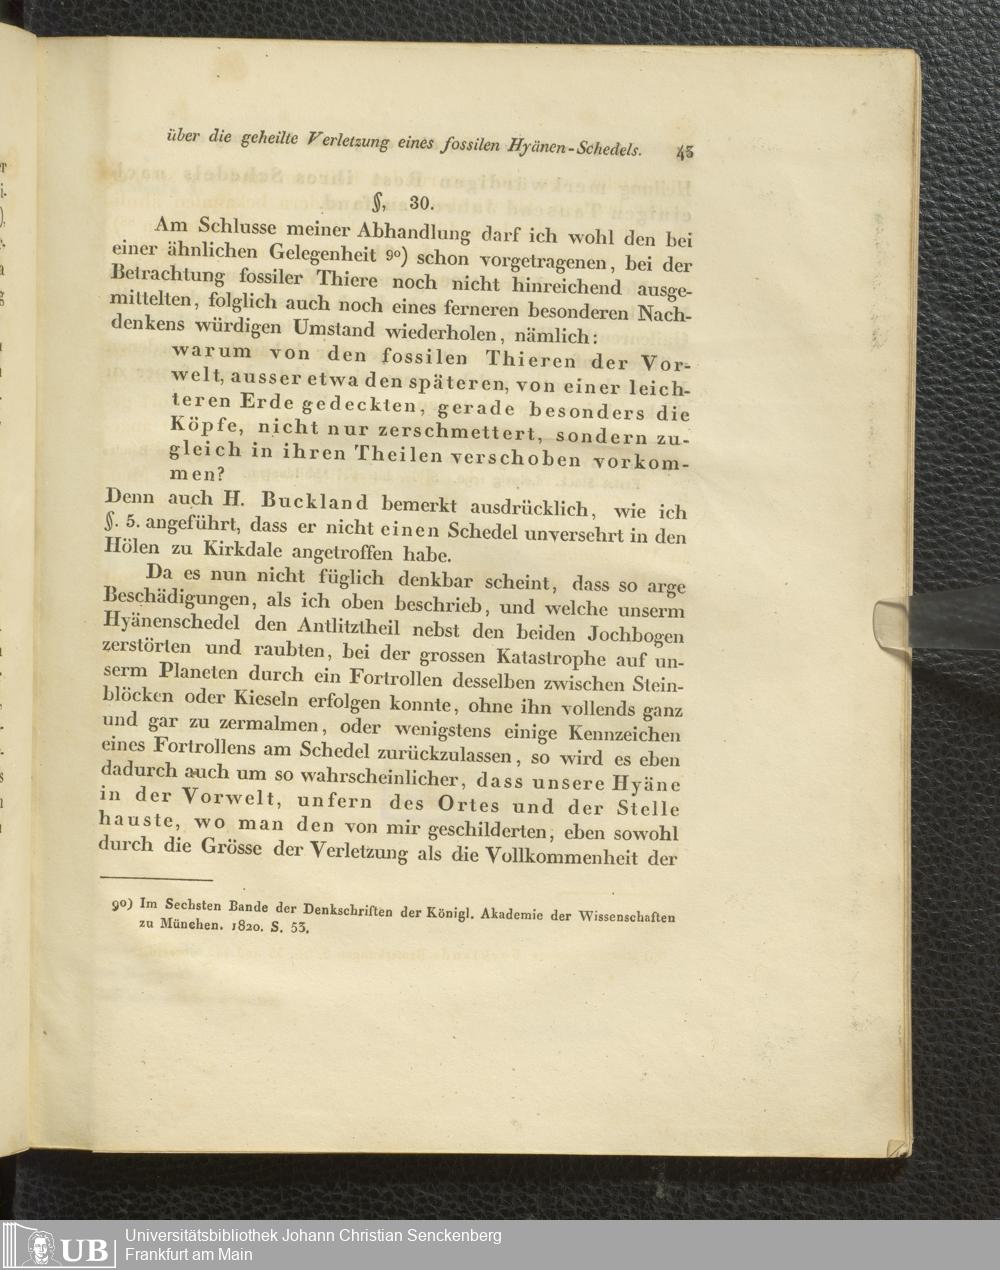 über die geheilte Verletzung eines fossilen Hyänen-Schedels. 43
§, 30.
Am Schlusse meiner Abhandlung darf ich wohl den bei
einer ähnlichen Gelegenheit 90) schon vorgetragenen, bei der
Betrachtung fossiler Thiere noch nicht hinreichend ausge-
mittelten, folglich auch noch eines ferneren besonderen Nach-
denkens würdigen Umstand wiederholen, nämlich:
warum von den fossilen Thieren der Vor-
welt, ausser etwa den späteren, von einer leich-
teren Erde gedeckten, gerade besonders die
Köpfe, nicht nur zerschmettert, sondern zu-
gleich in ihren Theilen verschoben vorkom-
men?
Denn auch H. Buckland bemerkt ausdrücklich, wie ich
§. 5. angeführt, dass er nicht einen Schedel unversehrt in den
Hölen zu Kirkdale angetroffen habe.
Da es nun nicht füglich denkbar scheint, dass so arge
Beschädigungen, als ich oben beschrieb, und welche unserm
Hyänenschedel den Antlitztheil nebst den beiden Jochbogen
zerstörten und raubten, bei der grossen Katastrophe auf un-
serm Planeten durch ein Fortrollen desselben zwischen Stein-
blöcken oder Kieseln erfolgen konnte, ohne ihn vollends ganz
und gar zu zermalmen, oder wenigstens einige Kennzeichen
eines Fortrollens am Schedel zurückzulassen, so wird es eben
dadurch auch um so wahrscheinlicher, dass unsere Hyäne
in der Vorwelt, unfern des Ortes und der Stelle
hauste, wo man den von mir geschilderten, eben sowohl
durch die Grösse der Verletzung als die Vollkommenheit der
90) Im Sechsten Bande der Denkschriften der Königl. Akademie der Wissenschaften
zu München. 1820. S. 53.
UB Universitätsbibliothek Johann Christian Senckenberg
Frankfurt am Main